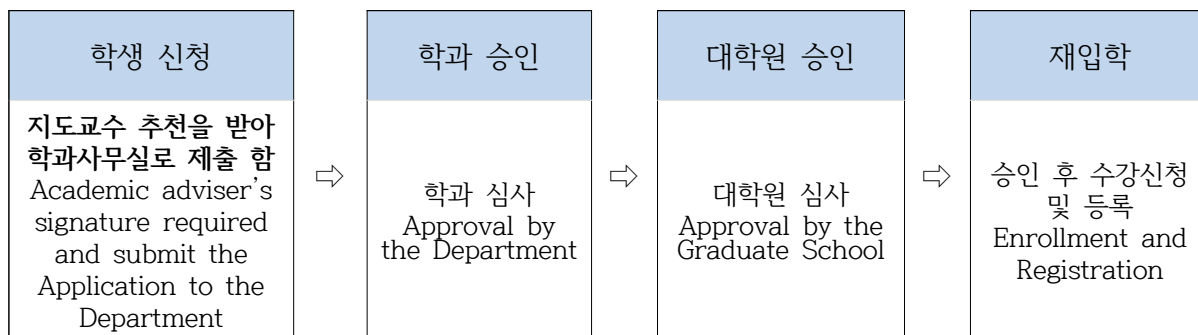 학생 신청
지도교수 추천을 받아
학과사무실로 제출 함
Academic adviser's
signature required
and submit the
Application to the
Department
⇨
학과 승인
학과 심사
Approval by
the Department
⇨
대학원 승인
대학원 심사
Approval by the
Graduate School
⇨
재입학
승인 후 수강신청
및 등록
Enrollment and
Registration